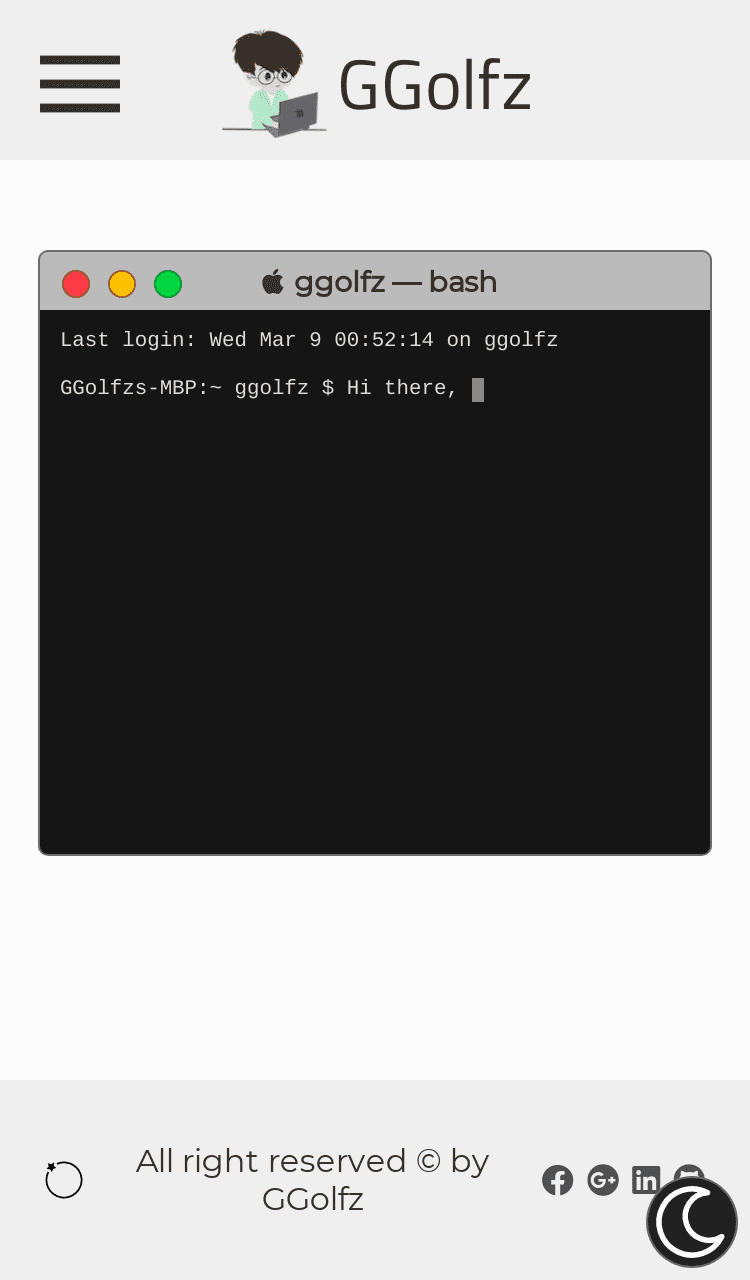 GGolfz
ggolfz — bash
Last login: Wed Mar 9 00:52:14 on ggolfz
GGolfzs-MBP:~ ggolfz $ Hi there,
All right reserved © by
GGolfz